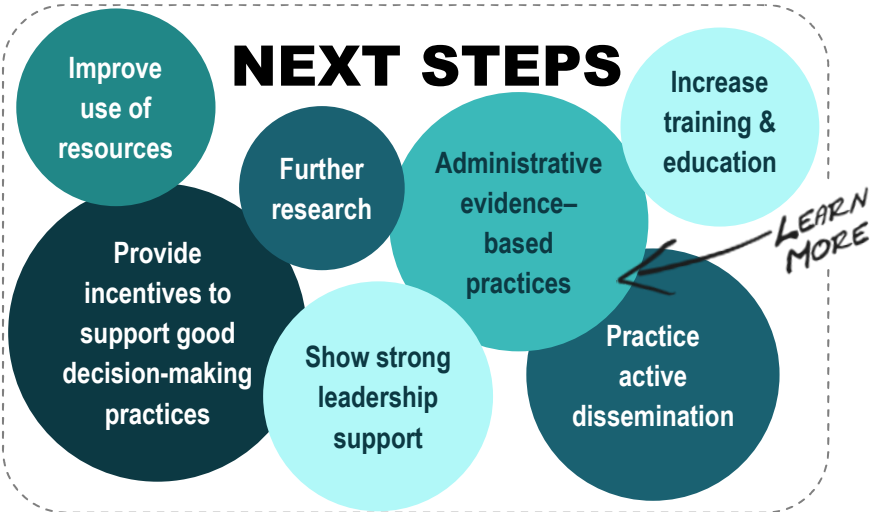 NEXT STEPS
Improve
use of
resources
Further
research
Administrative
evidence–
based
practices
Increase
training &
education
LEARN
MORE
Provide
incentives to
support good
decision-making
practices
Show strong
leadership
support
Practice
active
dissemination